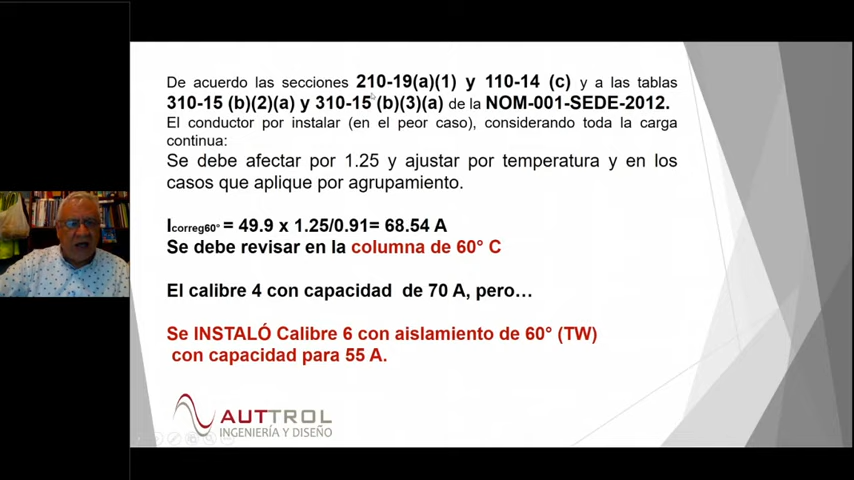 De acuerdo las secciones 210-19(a)(1) y 110-14 (c) y a las tablas
310-15 (b)(2)(a) y 310-15 (b)(3)(a) de la NOM-001-SEDE-2012.
El conductor por instalar (en el peor caso), considerando toda la carga
continua:
Se debe afectar por 1.25 y ajustar por temperatura y en los
casos que aplique por agrupamiento.
Icorreg60° = 49.9 x 1.25/0.91= 68.54 A
Se debe revisar en la columna de 60° C
El calibre 4 con capacidad de 70 A, pero...
Se INSTALÓ Calibre 6 con aislamiento de 60° (TW)
con capacidad para 55 A.
AUTTROL
INGENIERÍA Y DISEÑO